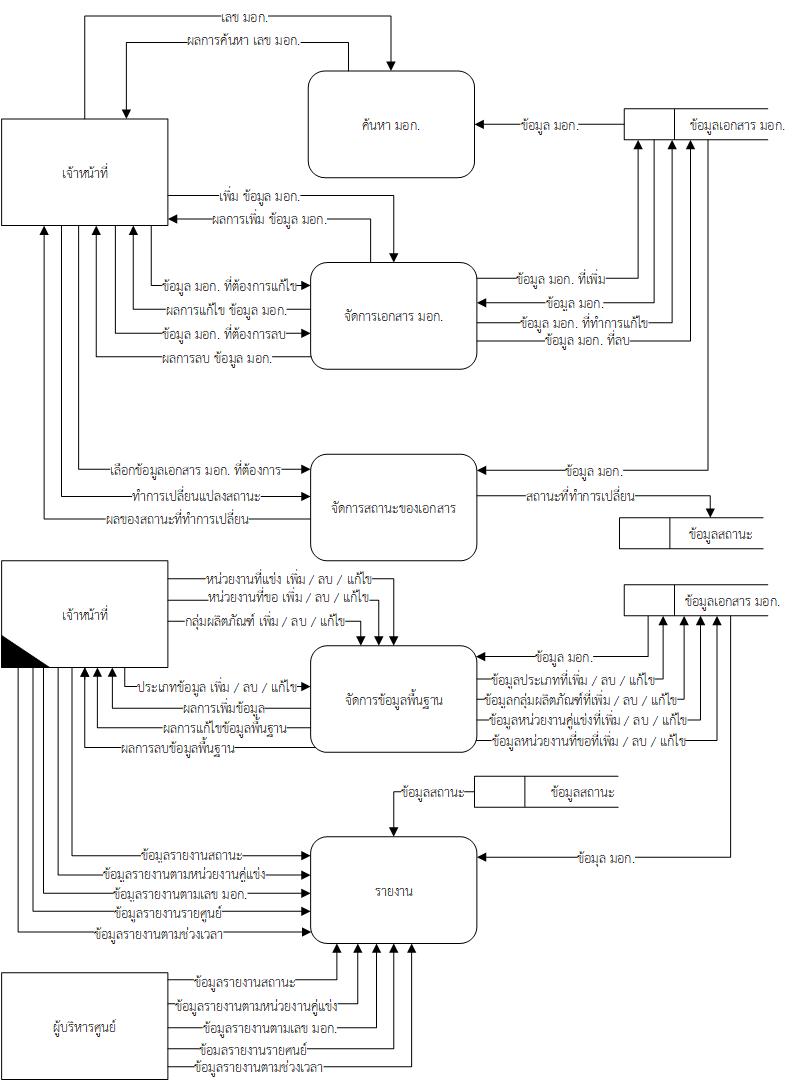 เลข มอก.
ผลการค้นหา เลข มอก.
ค้นหา มอก.
ข้อมูล มอก.
ข้อมูลเอกสาร มอก.
เจ้าหน้าที่
เพิ่ม ข้อมูล มอก.
ผลการเพิ่ม ข้อมูล มอก.
ข้อมูล มอก. ที่ต้องการแก้ไข
ผลการแก้ไข ข้อมูล มอก.
ข้อมูล มอก. ที่ต้องการลบ
ผลการลบ ข้อมูล มอก.
จัดการเอกสาร มอก.
ข้อมูล มอก. ที่เพิ่ม
ข้อมูล มอก.
ข้อมูล มอก. ที่ทำการแก้ไข
ข้อมูล มอก. ที่ลบ
เลือกข้อมูลเอกสาร มอก. ที่ต้องการ
ทำการเปลี่ยนแปลงสถานะ
ผลของสถานะที่ทำการเปลี่ยน
จัดการสถานะของเอกสาร
ข้อมูล มอก.
สถานะที่ทำการเปลี่ยน
ข้อมูลสถานะ
เจ้าหน้าที่
หน่วยงานที่แข่ง เพิ่ม / ลบ / แก้ไข
หน่วยงานที่ขอ เพิ่ม / ลบ / แก้ไข
กลุ่มผลิตภัณฑ์ เพิ่ม / ลบ / แก้ไข
ข้อมูลเอกสาร มอก.
ประเภทข้อมูล เพิ่ม / ลบ / แก้ไข
ผลการเพิ่มข้อมูล
ผลการแก้ไขข้อมูลพื้นฐาน
ผลการลบข้อมูลพื้นฐาน
จัดการข้อมูลพื้นฐาน
ข้อมูล มอก.
ข้อมูลประเภทที่เพิ่ม / ลบ / แก้ไข
ข้อมูลกลุ่มผลิตภัณฑ์ที่เพิ่ม / ลบ / แก้ไข
ข้อมูลหน่วยงานคู่แข่งที่เพิ่ม / ลบ / แก้ไข
ข้อมูลหน่วยงานที่ขอที่เพิ่ม / ลบ / แก้ไข
ข้อมูลสถานะ
ข้อมูลสถานะ
ข้อมูลรายงานสถานะ
ข้อมูลรายงานตามหน่วยงานคู่แข่ง
ข้อมูลรายงานตามเลข มอก.
ข้อมูลรายงานรายศูนย์
ข้อมูลรายงานตามช่วงเวลา
รายงาน
ข้อมูล มอก.
ผู้บริหารศูนย์
ข้อมูลรายงานสถานะ
ข้อมูลรายงานตามหน่วยงานคู่แข่ง
ข้อมูลรายงานตามเลข มอก.
ข้อมูลรายงานรายศูนย์
ข้อมูลรายงานตามช่วงเวลา